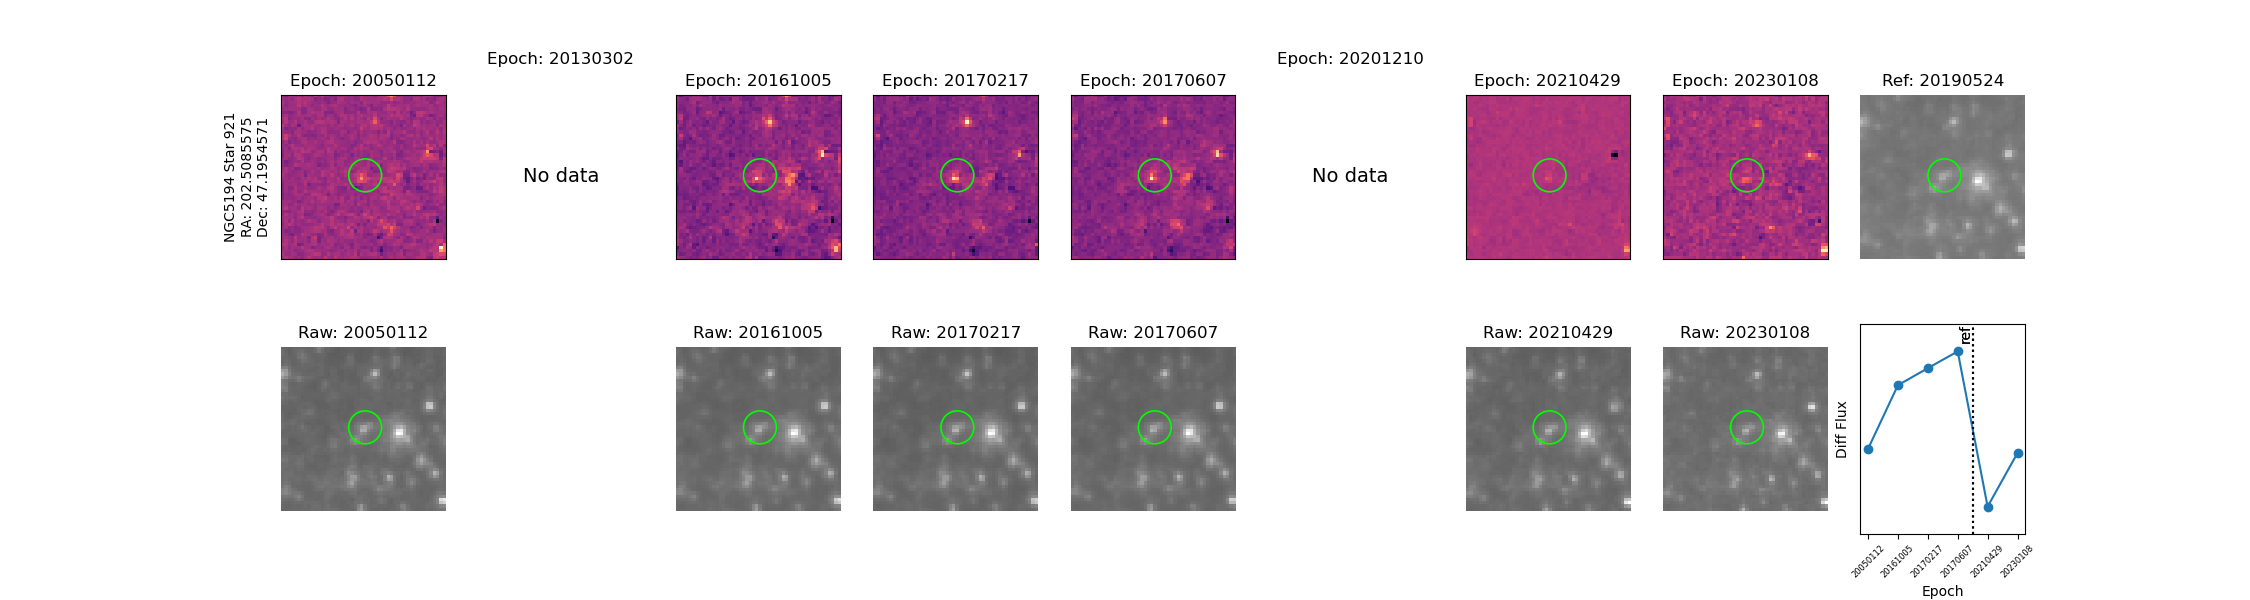 Epoch: 20130302
Epoch: 20201210
Epoch: 20050112
Epoch: 20161005
Epoch: 20170217
Epoch: 20170607
Epoch: 20210429
Epoch: 20230108
Ref: 20190524
NGC5194 Star 921
RA: 202.5085575
Dec: 47.1954571
No data
No data
Raw: 20050112
Raw: 20161005
Raw: 20170217
Raw: 20170607
Raw: 20210429
Raw: 20230108
ref
Diff Flux
20050112
20161005
20170217
20170607
20210429
20230108
Epoch